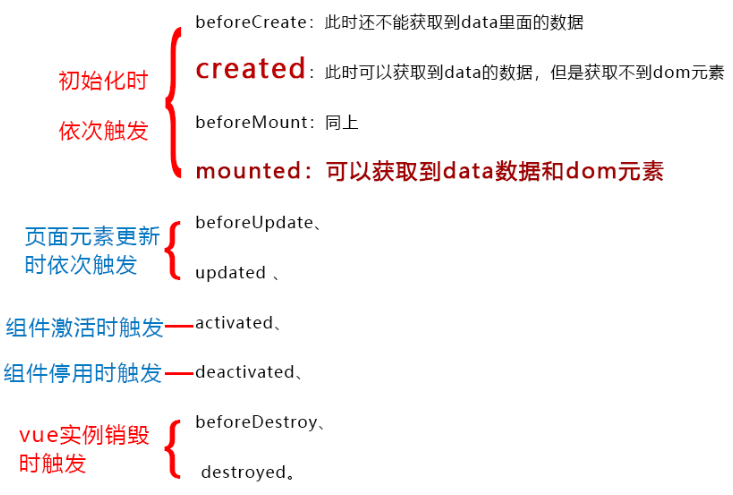 beforeCreate：此时还不能获取到data里面的数据
created：此时可以获取到data的数据，但是获取不到dom元素
初始化时
依次触发
beforeMount：同上
mounted：可以获取到data数据和dom元素
页面元素更新
时依次触发
beforeUpdate、
updated 、
组件激活时触发
activated、
组件停用时触发
deactivated、
vue实例销毁
时触发
beforeDestroy、
destroyed。